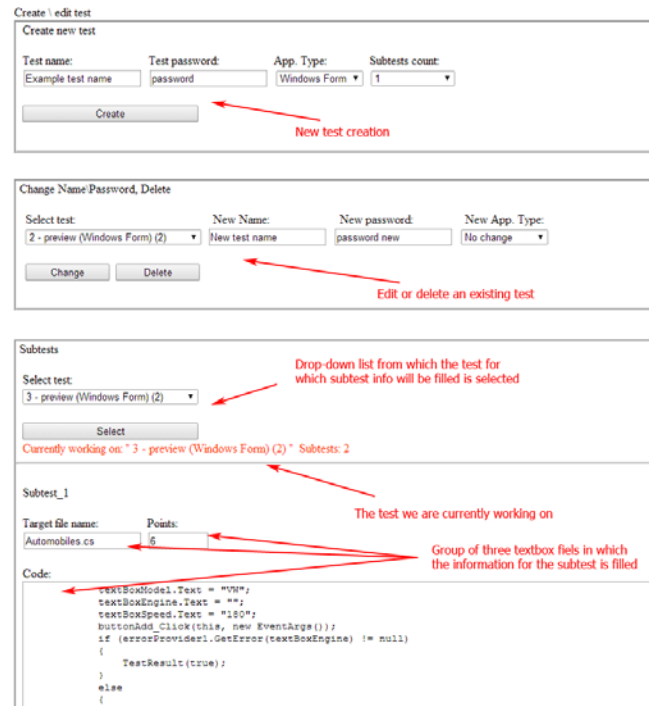 Create \ edit test
Create new test
Test name: Test password: App. Type: Subtests count:
Example test name password Windows Form 1
Create
New test creation
Change Name\Password, Delete
Select test: New Name: New password: New App. Type:
2 - preview (Windows Form) (2) New test name password new No change
Change Delete
Edit or delete an existing test
Subtests
Drop-down list from which the test for
which subtest info will be filled is selected
Select test:
3 - preview (Windows Form) (2)
Select
Currently working on: " 3 - preview (Windows Form) (2) " Subtests: 2
Subtest_1
The test we are currently working on
Target file name: Points:
Automobiles.cs 6
Group of three textbox fiels in which
the information for the subtest is filled
Code:
textBoxModel.Text = "VW";
textBoxEngine.Text = "";
textBoxSpeed.Text = "180";
buttonAdd_Click(this, new EventArgs());
if (errorProvider1.GetError(textBoxEngine) != null)
{
TestResult(true);
}
else
{